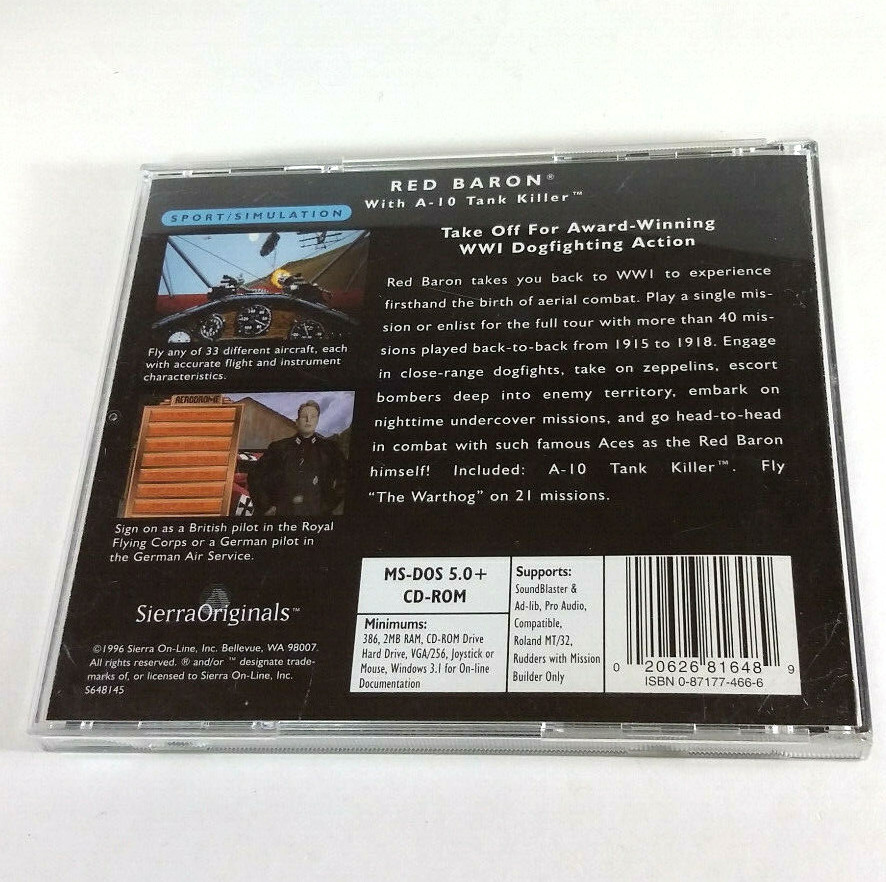 RED BARON®
With A-10 Tank Killer™
SPORT/SIMULATION
Take Off For Award-Winning
WWI Dogfighting Action
Red Baron takes you back to WWI to experience
firsthand the birth of aerial combat. Play a single mis-
sion or enlist for the full tour with more than 40 mis-
sions played back-to-back from 1915 to 1918. Engage
in close-range dogfights, take on zeppelins, escort
bombers deep into enemy territory, embark on
nighttime undercover missions, and go head-to-head
in combat with such famous Aces as the Red Baron
himself! Included: A-10 Tank Killer™. Fly
“The Warthog” on 21 missions.
Fly any of 33 different aircraft, each
with accurate flight and instrument
characteristics.
AERODROME
Sign on as a British pilot in the Royal
Flying Corps or a German pilot in
the German Air Service.
SierraOriginals™
©1996 Sierra On-Line, Inc. Bellevue, WA 98007.
All rights reserved. ® and/or ™ designate trade-
marks of, or licensed to Sierra On-Line, Inc.
S648145
MS-DOS 5.0+
CD-ROM
Minimums:
386, 2MB RAM, CD-ROM Drive
Hard Drive, VGA/256, Joystick or
Mouse, Windows 3.1 for On-line
Documentation
Supports:
SoundBlaster &
Ad-lib, Pro Audio,
Compatible,
Roland MT/32,
Rudders with Mission
Builder Only
0 20626 81648 9
ISBN 0-87177-466-6